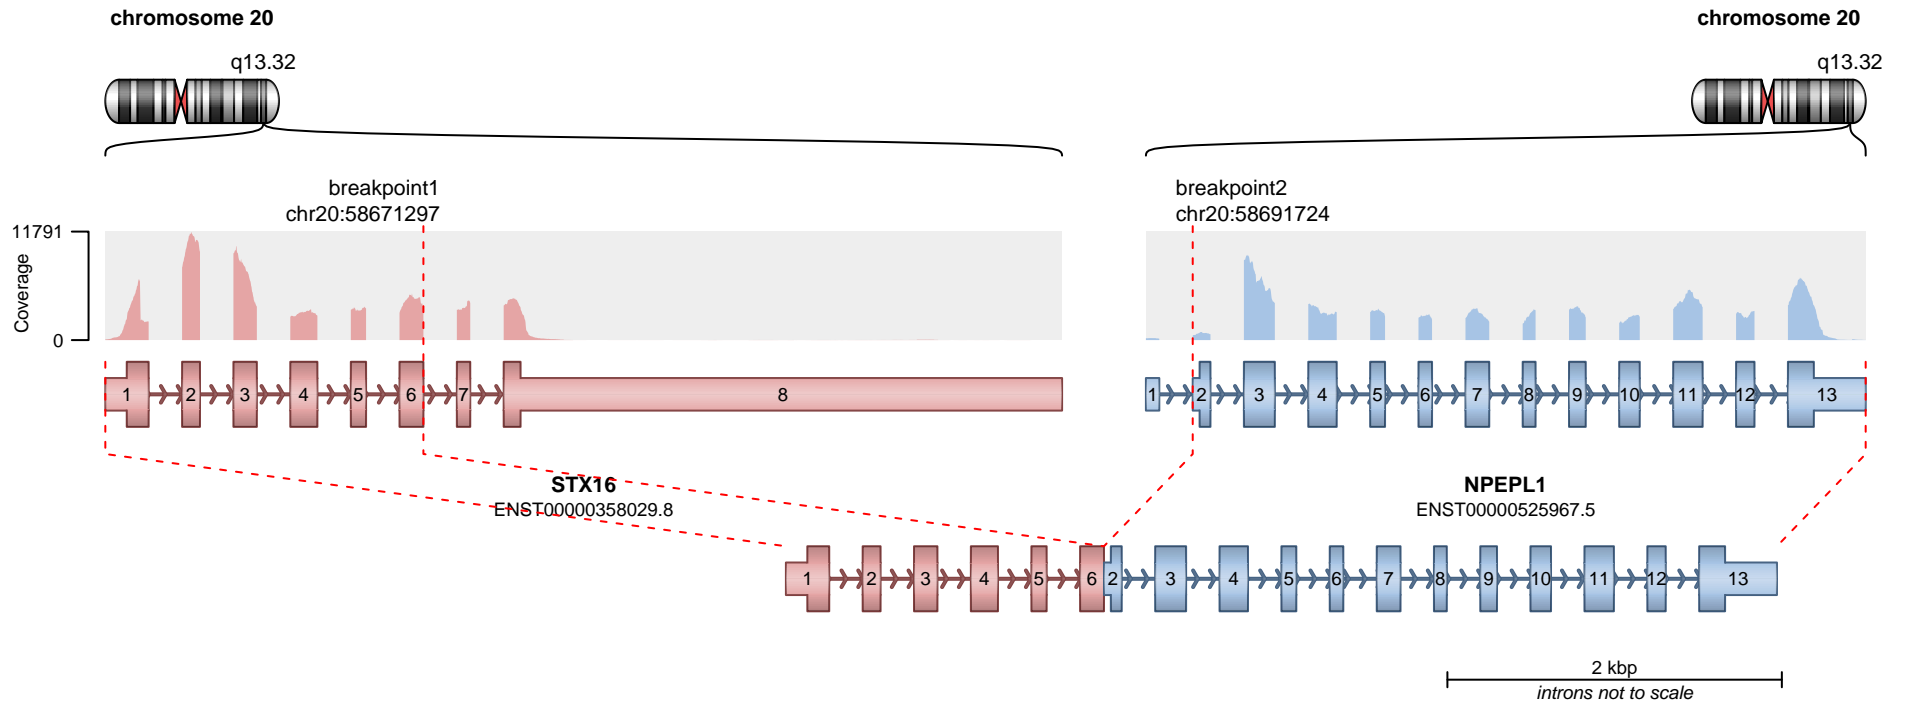 chromosome 20
chromosome 20
q13.32
q13.32
breakpoint1
chr20:58671297
breakpoint2
chr20:58691724
11791
Coverage
0
1 2 3 4 5 6 7 8
1 2 3 4 5 6 7 8 9 10 11 12 13
STX16
ENST00000358029.8
NPEPL1
ENST00000525967.5
1 2 3 4 5 6 2 3 4 5 6 7 8 9 10 11 12 13
2 kbp
introns not to scale